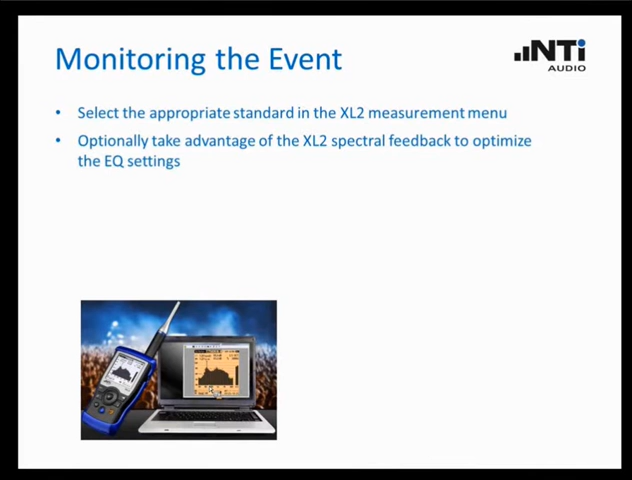 Monitoring the Event
NTi
AUDIO
• Select the appropriate standard in the XL2 measurement menu
• Optionally take advantage of the XL2 spectral feedback to optimize
the EQ settings